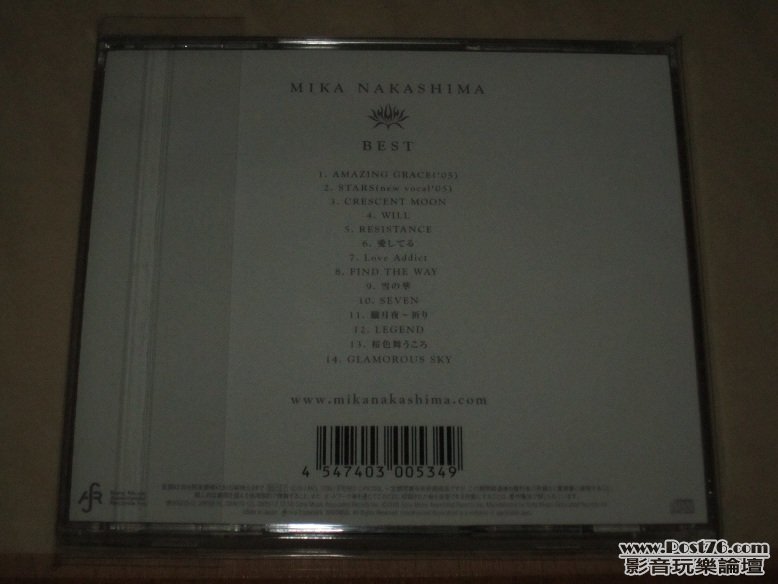 MIKA NAKASHIMA
BEST
1. AMAZING GRACE('05)
2. STARS(new vocal'05)
3. CRESCENT MOON
4. WILL
5. RESISTANCE
6. 愛してる
7. Love Addict
8. FIND THE WAY
9. 雪の華
10. SEVEN
11. 朧月夜~祈り
12. LEGEND
13. 桜色舞うころ
14. GLAMOROUS SKY
www.mikanakashima.com
4 547403 005349
www.Post76.com
影音玩樂論壇